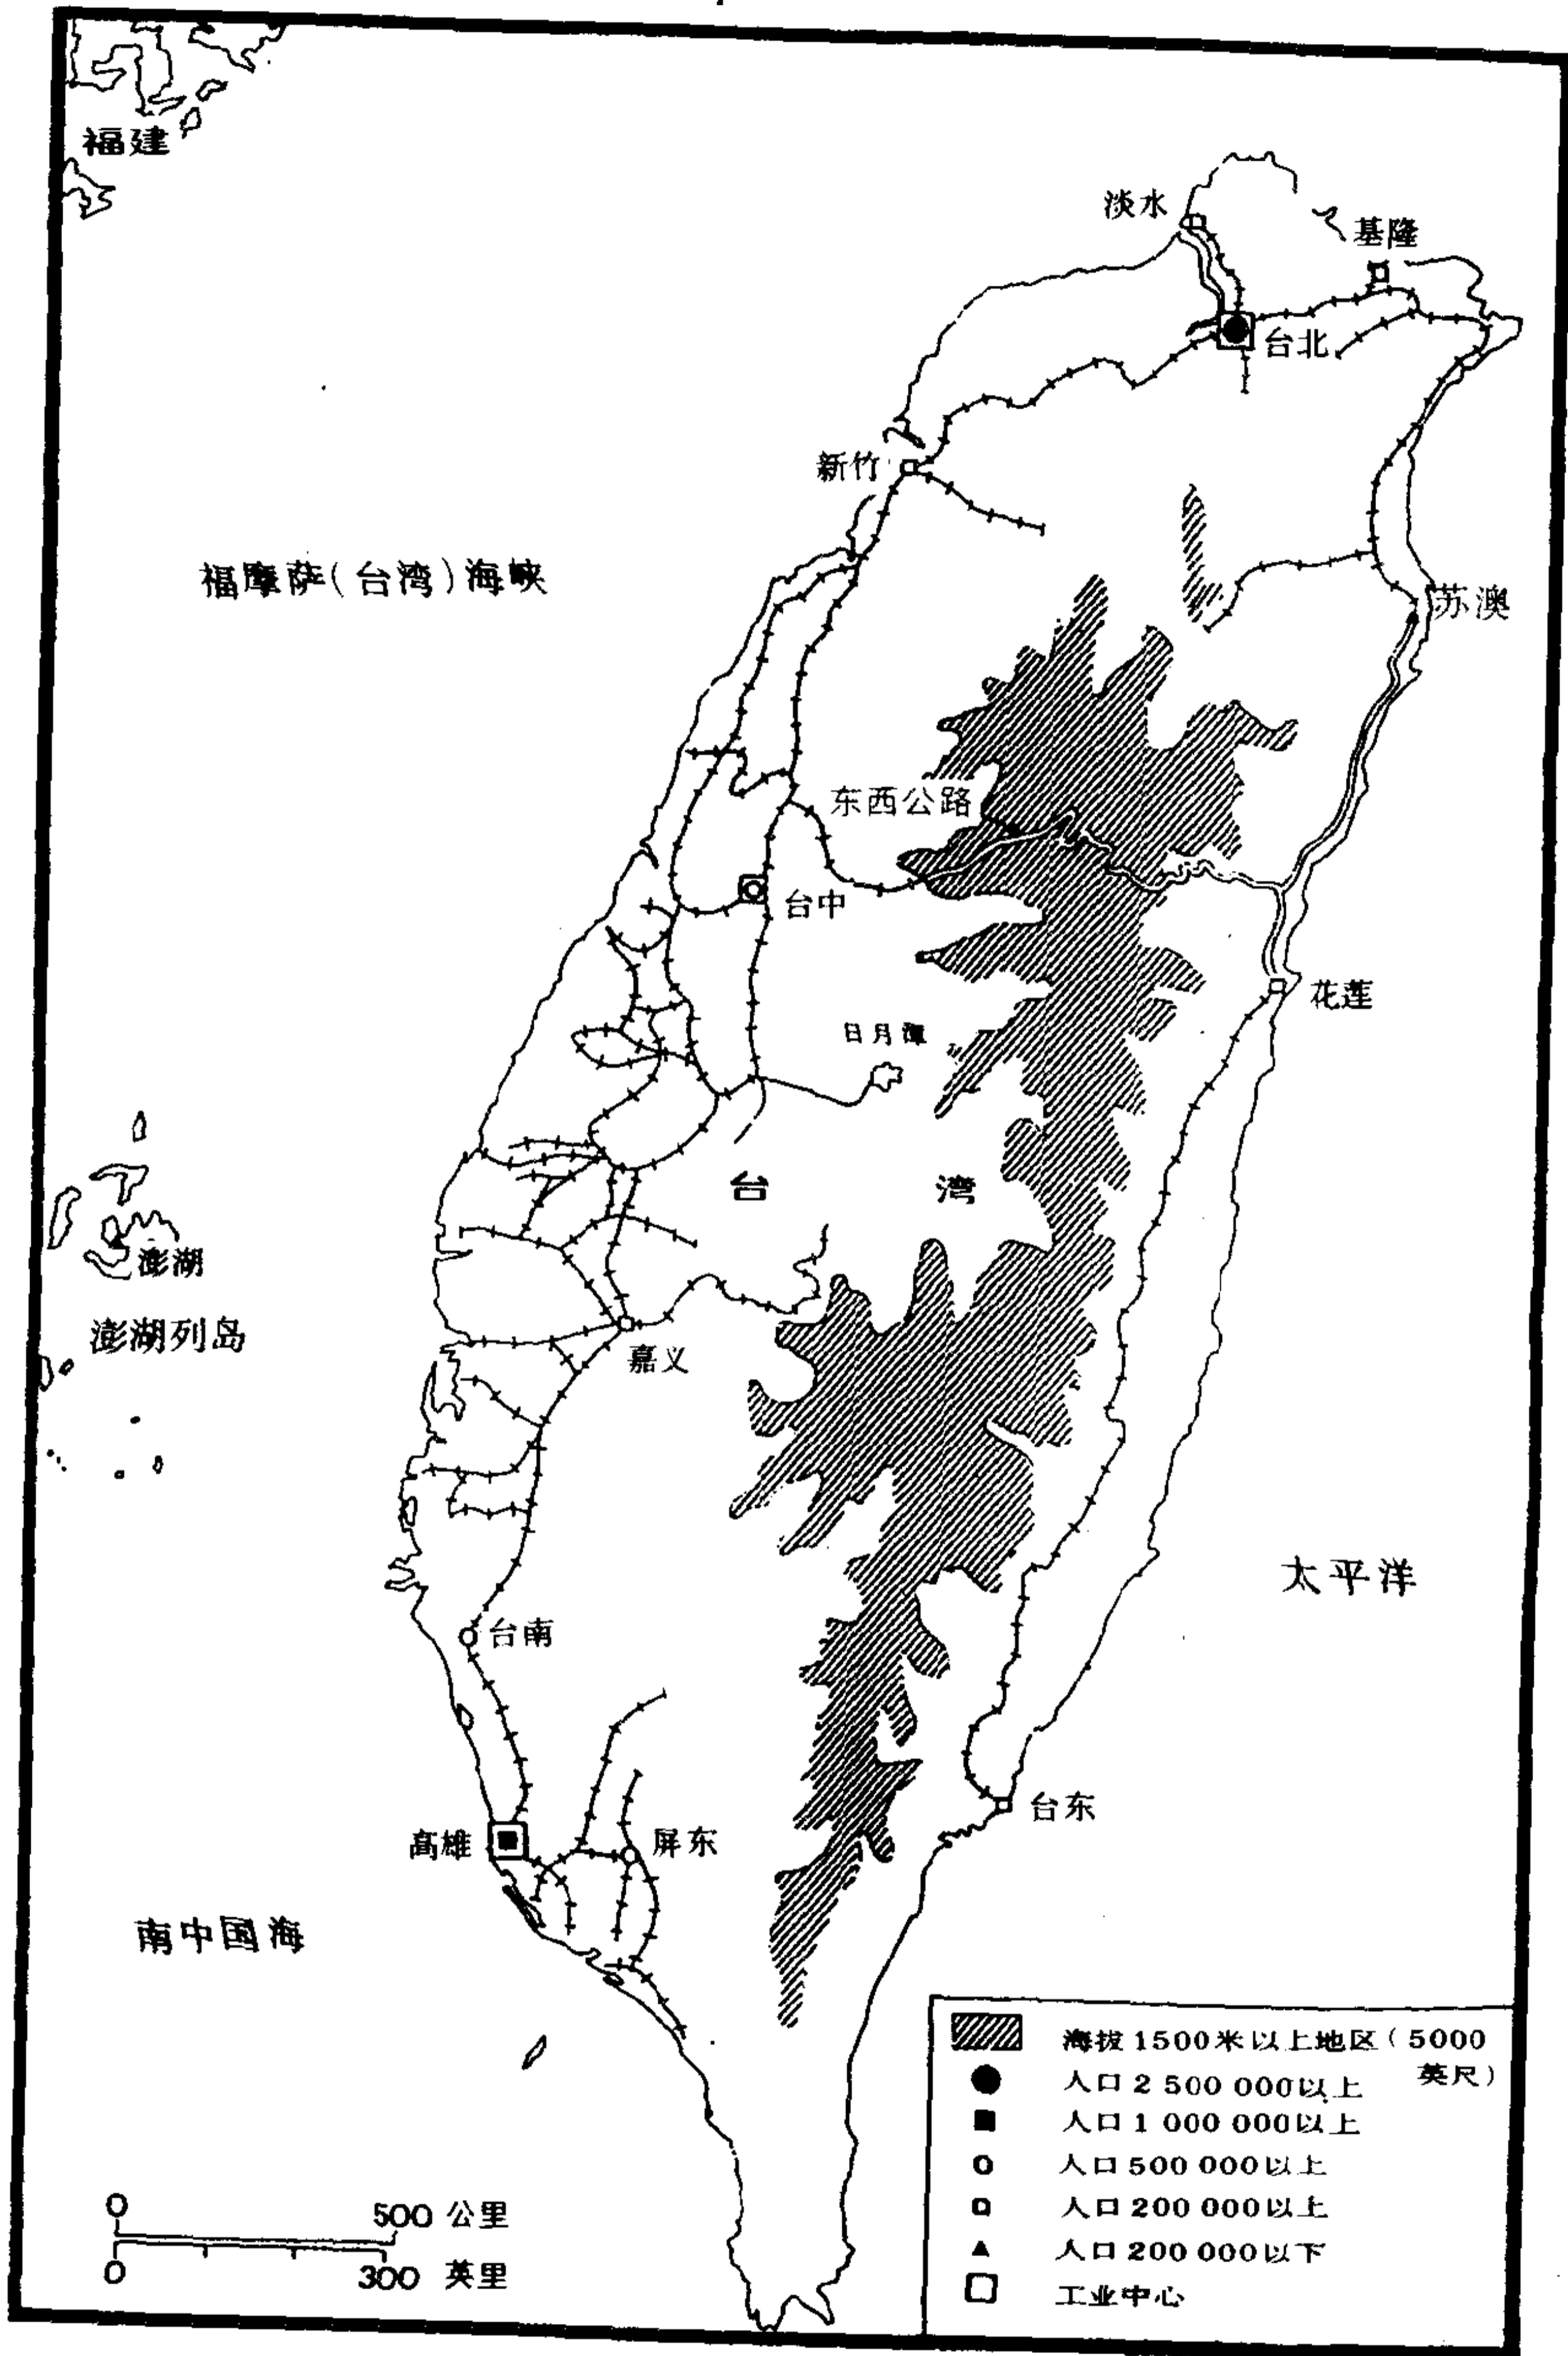 福建
淡水
基隆
台北
新竹
福摩萨(台湾)海峡
苏澳
东西公路
台中
花莲
日月潭
台 湾
澎湖
澎湖列岛
嘉义
太平洋
台南
台东
高雄
屏东
南中国海
海拔1500米以上地区(5000
英尺)
人口2 500 000以上
人口1 000 000以上
人口500 000以上
人口200 000以上
人口200 000以下
工业中心
0 500 公里
0 300 英里